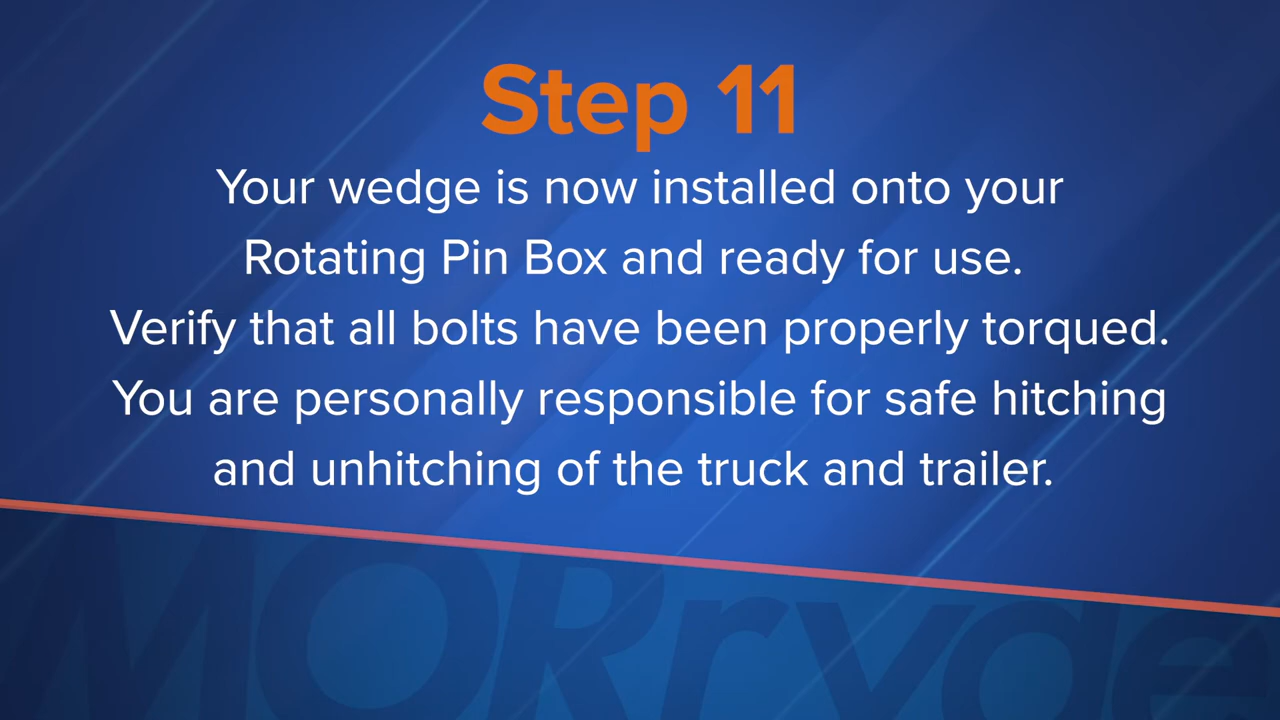 Step 11
Your wedge is now installed onto your
Rotating Pin Box and ready for use.
Verify that all bolts have been properly torqued.
You are personally responsible for safe hitching
and unhitching of the truck and trailer.
MORryde